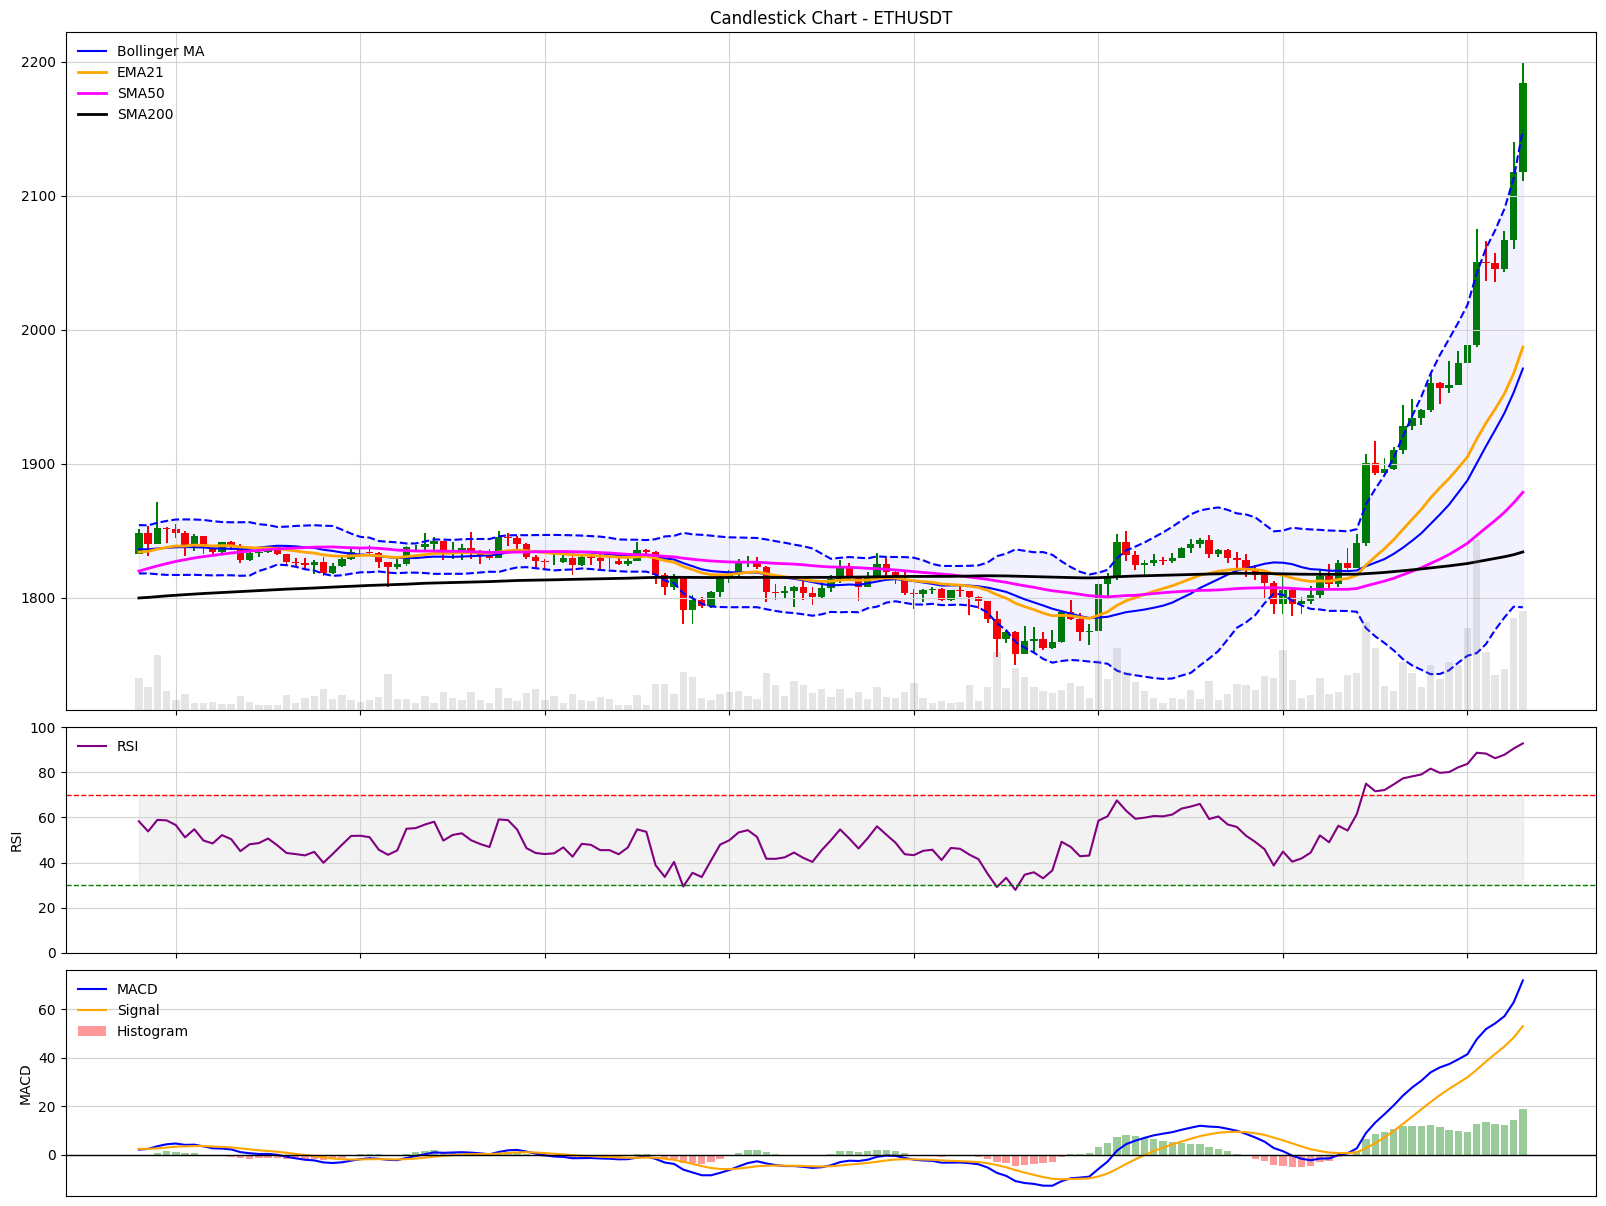 Candlestick Chart - ETHUSDT
Bollinger MA
EMA21
SMA50
SMA200
2200
2100
2000
1900
1800
RSI
100
80
60
40
20
0
RSI
MACD
Signal
Histogram
60
40
20
0
MACD